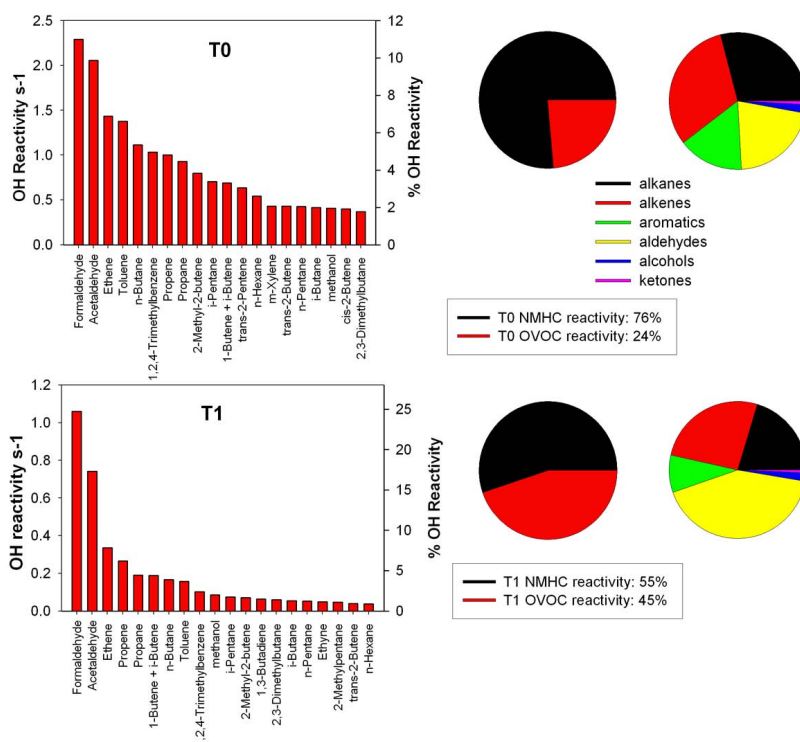 T0
OH Reactivity s-1
2.5
2.0
1.5
1.0
0.5
0.0
12
10
8
6
4
2
0
% OH Reactivity
Formaldehyde
Acetaldehyde
Ethene
Toluene
n-Butane
1,2,4-Trimethylbenzene
Propene
Propane
2-Methyl-2-butene
i-Pentane
1-Butene + i-Butene
trans-2-Pentene
n-Hexane
m-Xylene
trans-2-Butene
n-Pentane
i-Butane
methanol
cis-2-Butene
2,3-Dimethylbutane
alkanes
alkenes
aromatics
aldehydes
alcohols
ketones
T0 NMHC reactivity: 76%
T0 OVOC reactivity: 24%
T1
OH reactivity s-1
1.2
1.0
0.8
0.6
0.4
0.2
0.0
25
20
15
10
5
0
% OH Reactivity
Formaldehyde
Acetaldehyde
Ethene
Propene
Propane
1-Butene + i-Butene
n-Butane
Toluene
,2,4-Trimethylbenzene
methanol
i-Pentane
2-Methyl-2-butene
1,3-Butadiene
2,3-Dimethylbutane
i-Butane
n-Pentane
Ethyne
2-Methylpentane
trans-2-Butene
n-Hexane
T1 NMHC reactivity: 55%
T1 OVOC reactivity: 45%